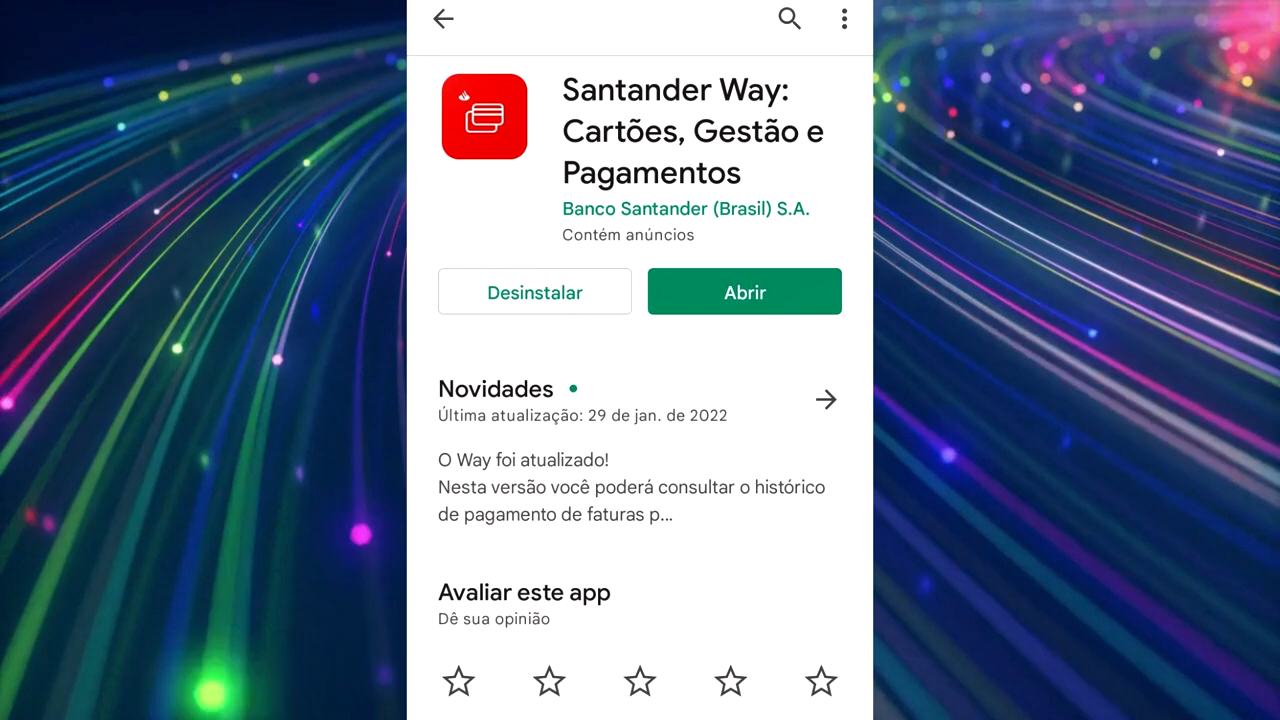 Santander Way:
Cartões, Gestão e
Pagamentos
Banco Santander (Brasil) S.A.
Contém anúncios
Desinstalar
Abrir
Novidades
Última atualização: 29 de jan. de 2022
O Way foi atualizado!
Nesta versão você poderá consultar o histórico
de pagamento de faturas p...
Avaliar este app
Dê sua opinião